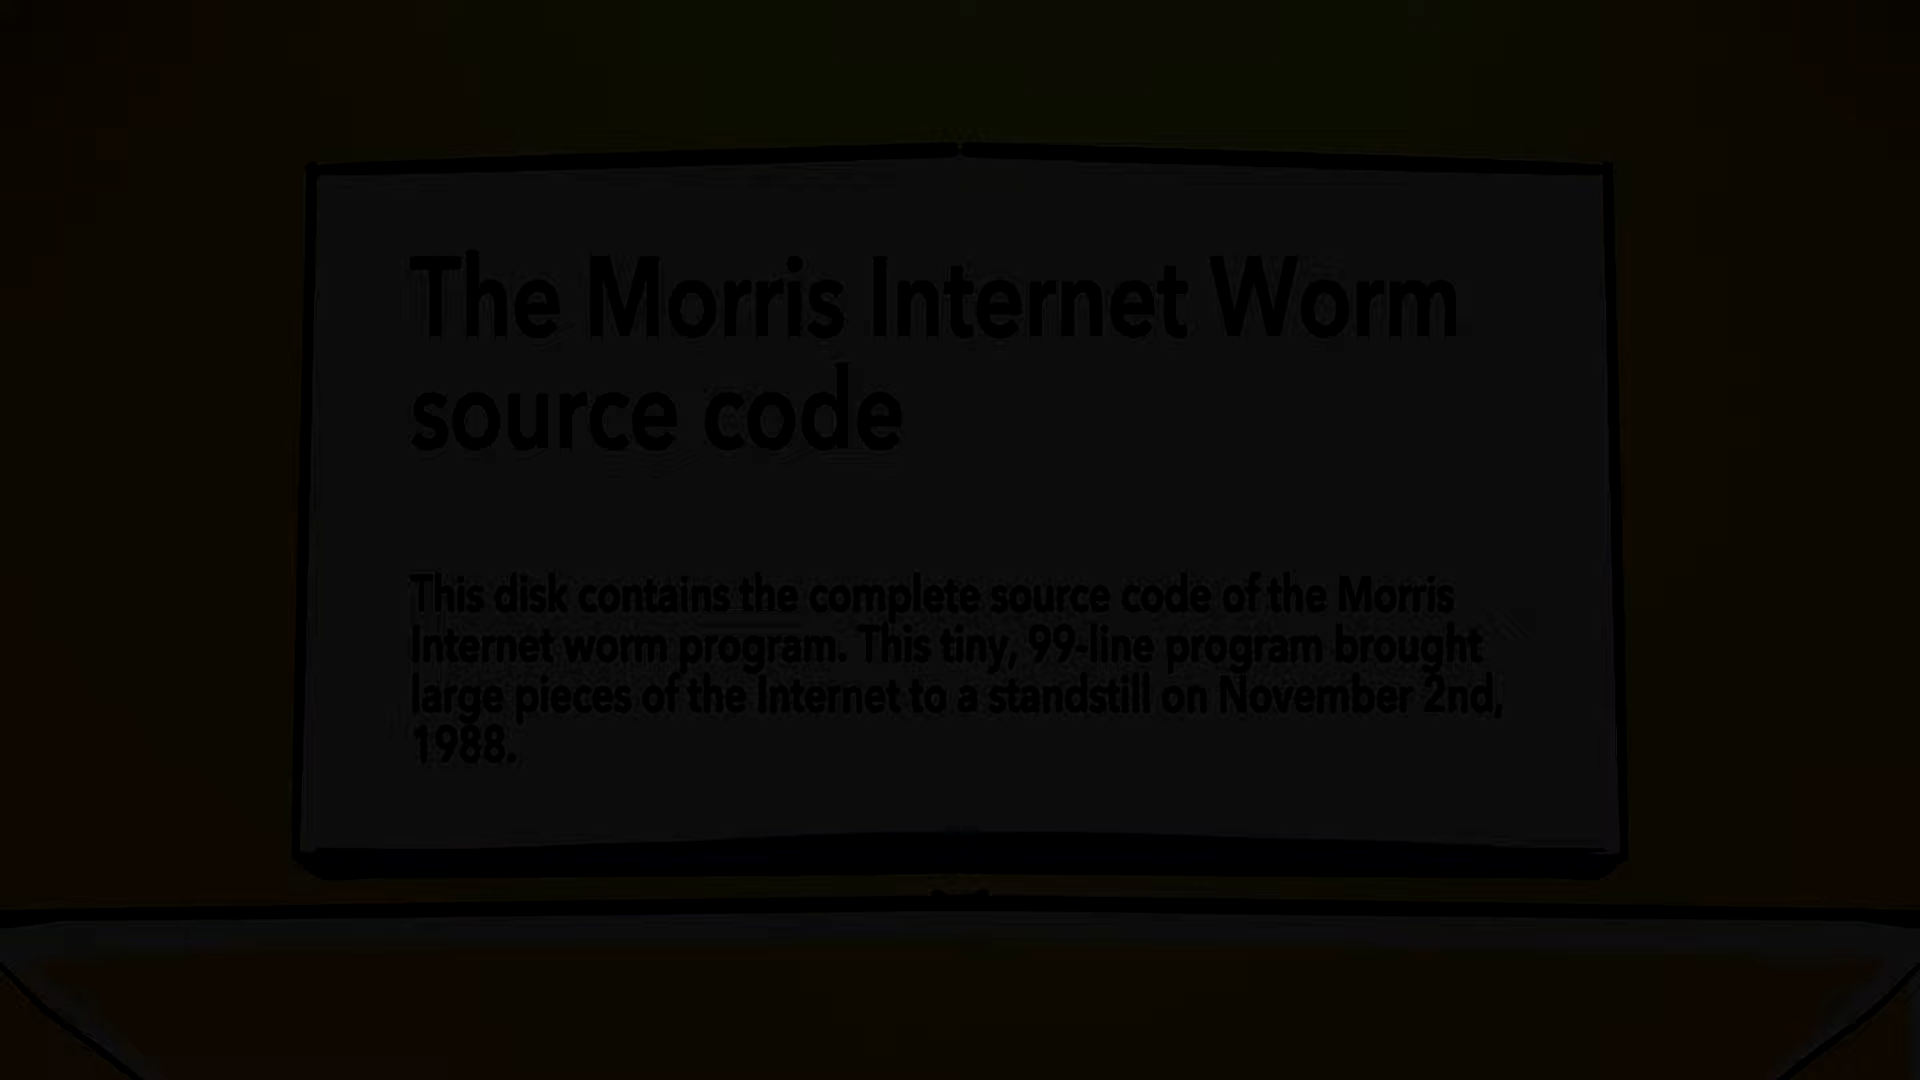 The Morris Internet Worm
source code
This disk contains the complete source code of the Morris
Internet worm program. This tiny, 99-line program brought
large pieces of the Internet to a standstill on November 2nd,
1988.